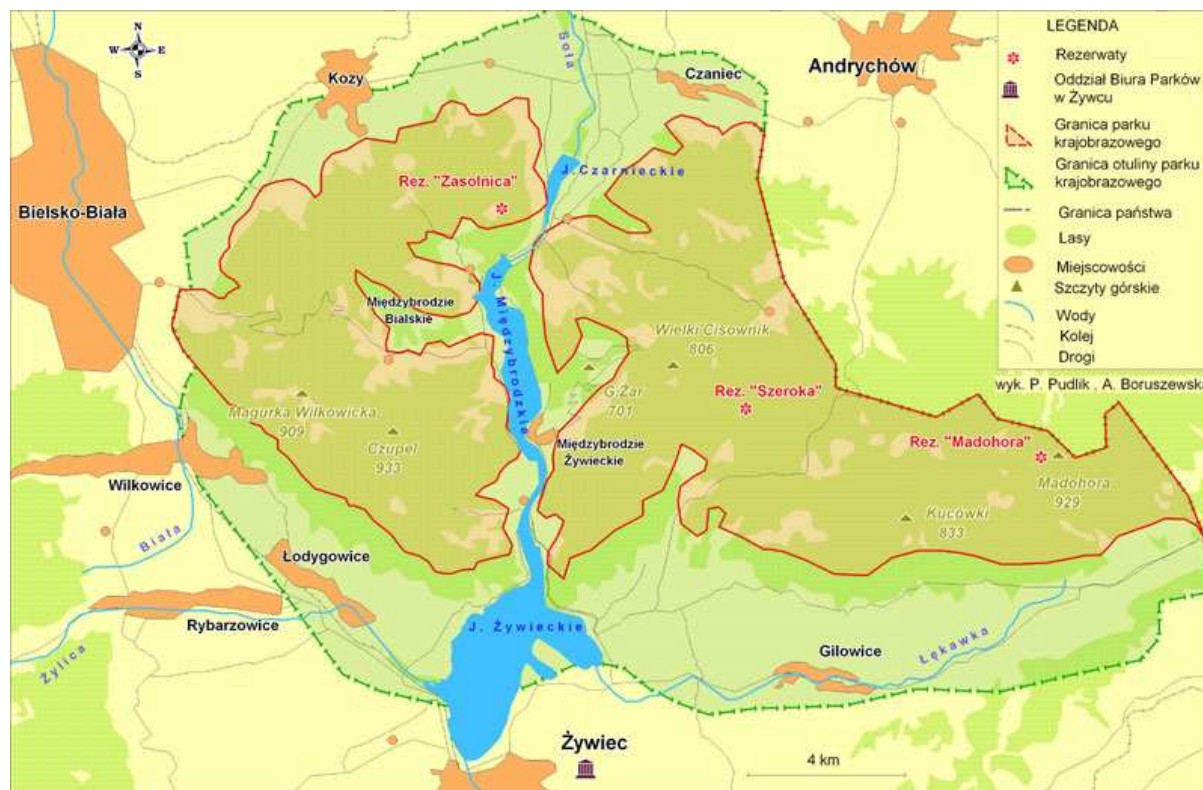 N
W E
S
Kozy
Soła
Czaniec
Andrychów
Bielsko-Biała
Rez. "Zasolnica"
J. Czarnieckie
Międzybrodzie
Bialskie
J. Międzybrodzkie
Wielki Cisownik
806
G.Żar
701
Rez. "Szeroka"
Magurka Wilkowicka
909
Czupel
933
Międzybrodzie
Żywieckie
Rez. "Madohora"
Madohora
929
Kucówki
833
Wilkowice
Biała
Łodygowice
Rybarzowice
Żylica
J. Żywieckie
Gilowice
Łękawka
Żywiec
4 km
LEGENDA
Rezerwaty
Oddział Biura Parków
w Żywcu
Granica parku
krajobrazowego
Granica otuliny parku
krajobrazowego
Granica państwa
Lasy
Miejscowości
Szczyty górskie
Wody
Kolej
Drogi
wyk. P. Pudlik . A. Boruszewska